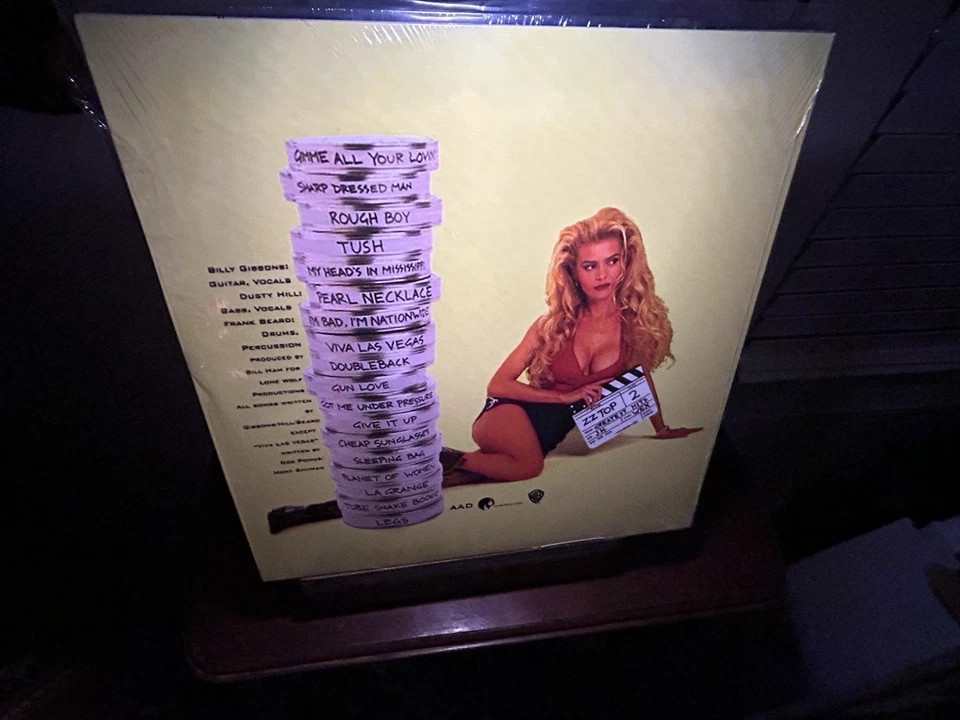 GIMME ALL YOUR LOVIN'
SHARP DRESSED MAN
ROUGH BOY
TUSH
MY HEAD'S IN MISSISSIPPI
PEARL NECKLACE
I'M BAD, I'M NATIONWIDE
VIVA LAS VEGAS
DOUBLEBACK
GUN LOVE
GOT ME UNDER PRESSURE
GIVE IT UP
CHEAP SUNGLASSES
SLEEPING BAG
PLANET OF WOMEN
LA GRANGE
TUBE SNAKE BOOGIE
LEGS
BILLY GIBBONS:
GUITAR, VOCALS
DUSTY HILL:
BASS, VOCALS
FRANK BEARD:
DRUMS,
PERCUSSION
PRODUCED BY
BILL HAM FOR
LONE WOLF
PRODUCTIONS
ALL SONGS WRITTEN
BY
GIBBONS/HILL/BEARD
EXCEPT
"VIVA LAS VEGAS"
WRITTEN BY
DOC POMUS/
MORT SHUMAN
ZZ TOP 2
GREATEST HITS
AAD